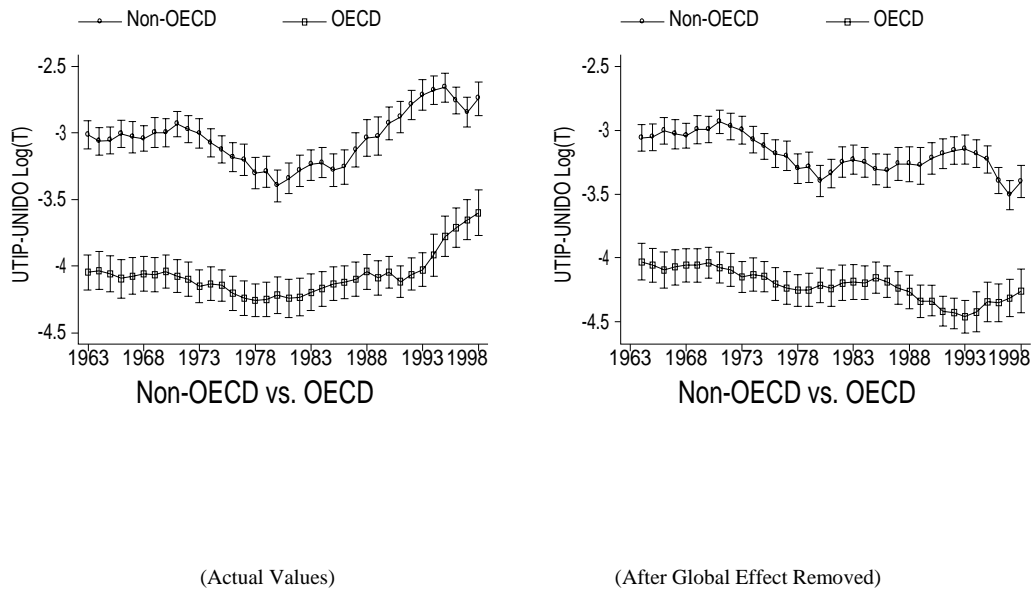 Non-OECD OECD
UTIP-UNIDO Log(T)
-2.5
-3
-3.5
-4
-4.5
1963 1968 1973 1978 1983 1988 1993 1998
Non-OECD vs. OECD
(Actual Values)
Non-OECD OECD
UTIP-UNIDO Log(T)
-2.5
-3
-3.5
-4
-4.5
1963 1968 1973 1978 1983 1988 1993 1998
Non-OECD vs. OECD
(After Global Effect Removed)